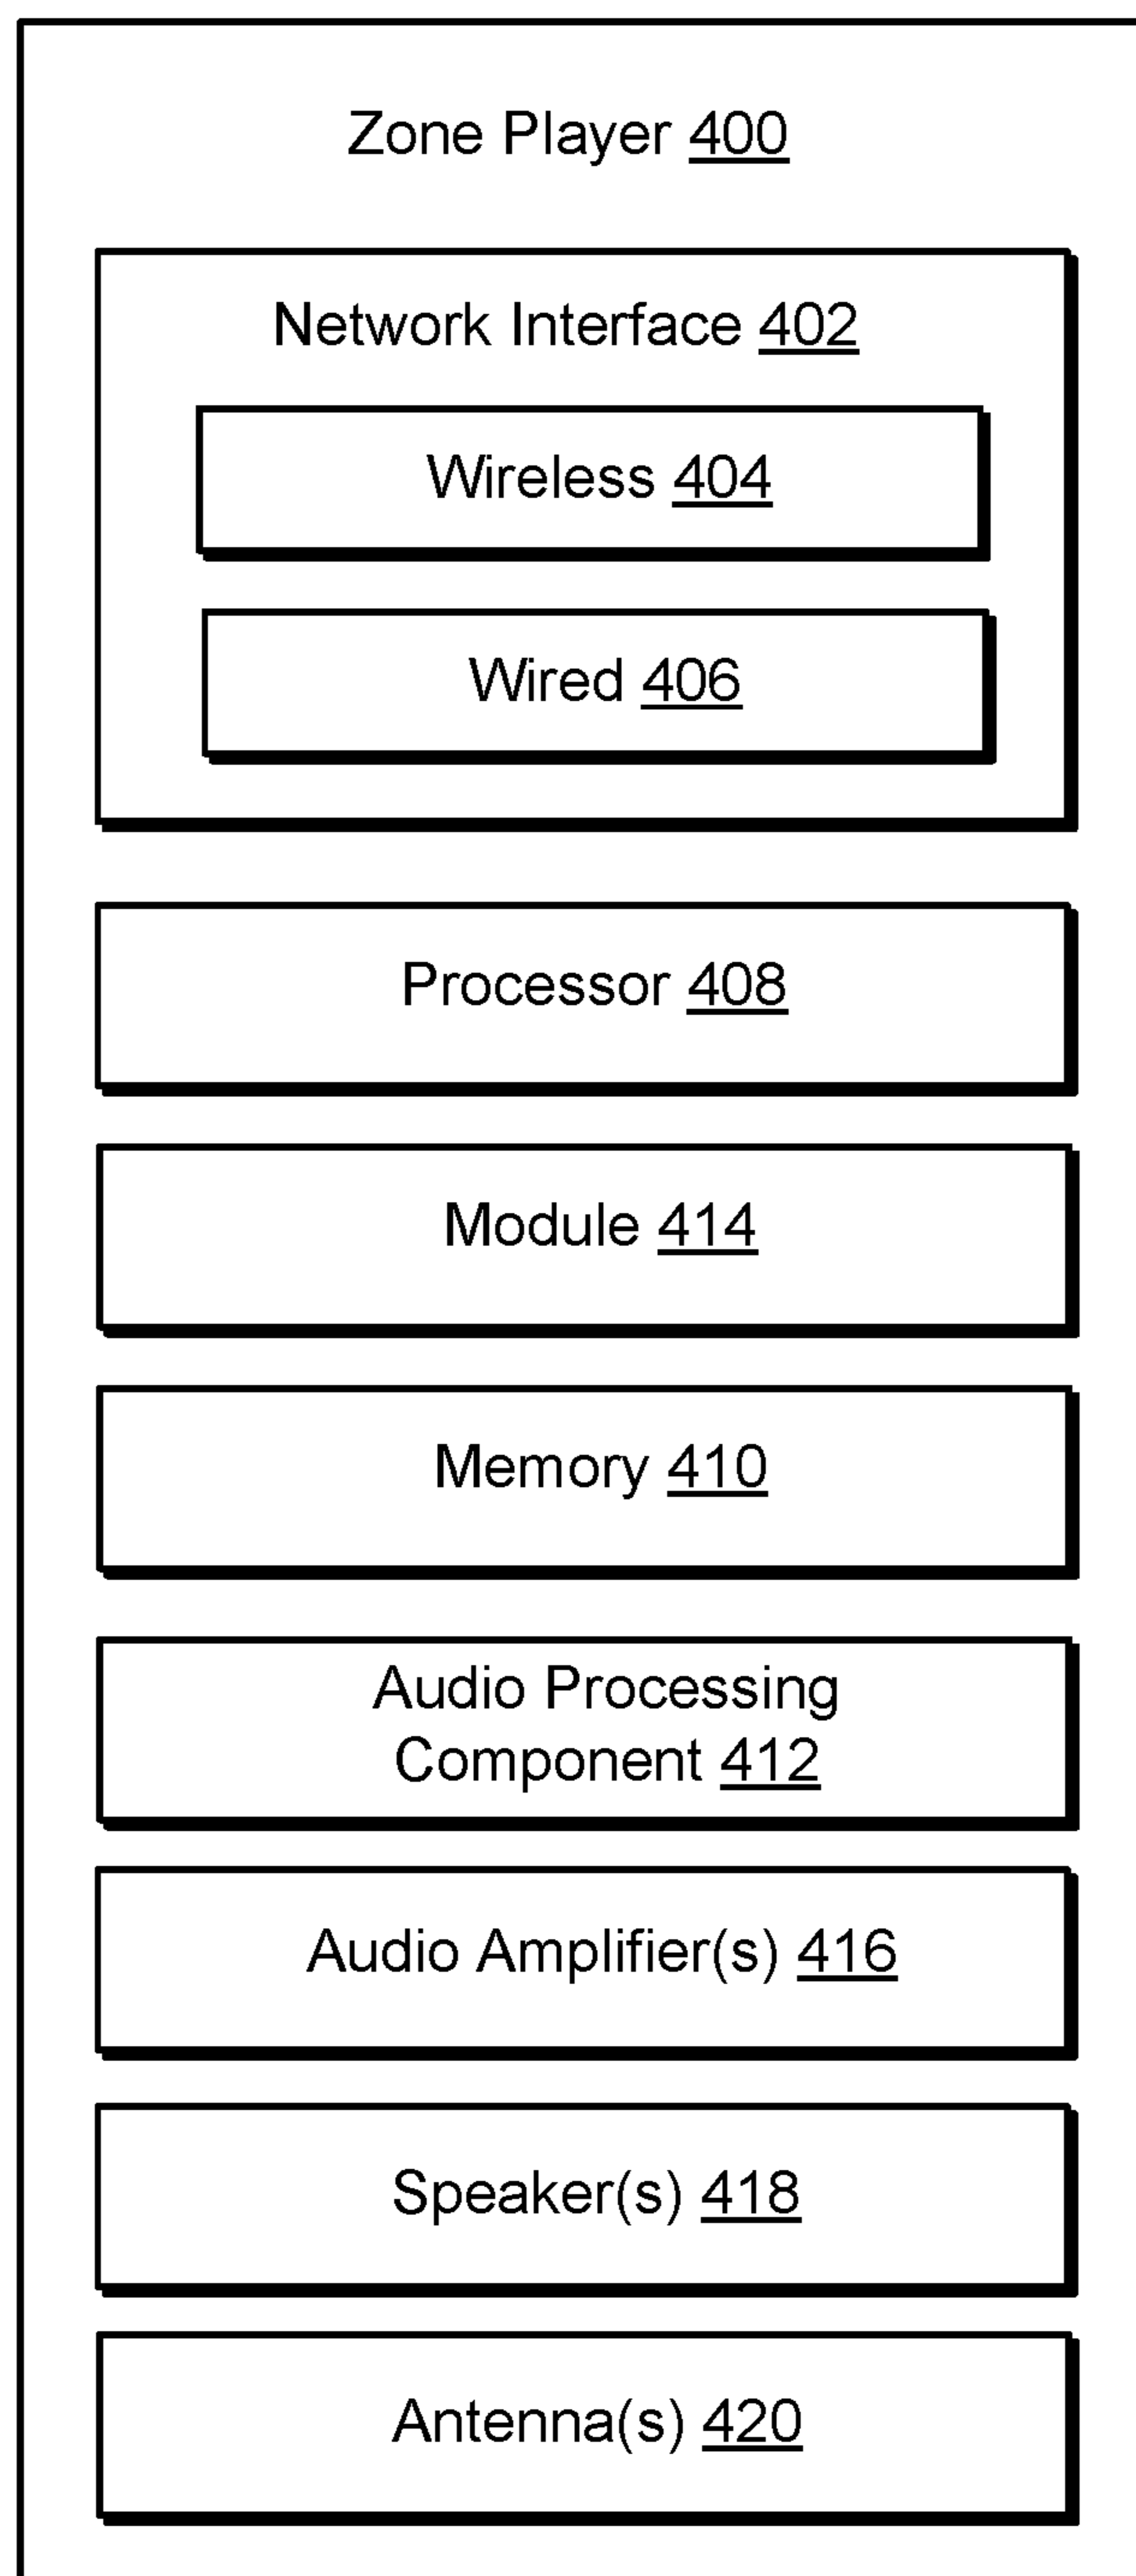 Zone Player 400
Network Interface 402
Wireless 404
Wired 406
Processor 408
Module 414
Memory 410
Audio Processing
Component 412
Audio Amplifier(s) 416
Speaker(s) 418
Antenna(s) 420